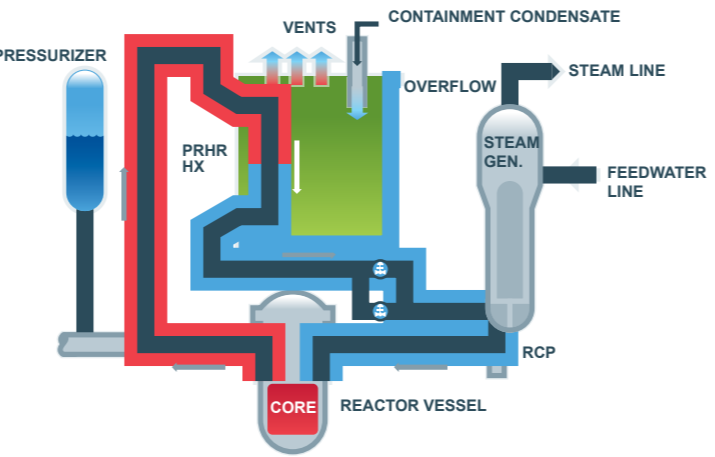 VENTS
CONTAINMENT CONDENSATE
PRESSURIZER
OVERFLOW
STEAM LINE
PRHR
HX
STEAM
GEN.
FEEDWATER
LINE
RCP
CORE
REACTOR VESSEL